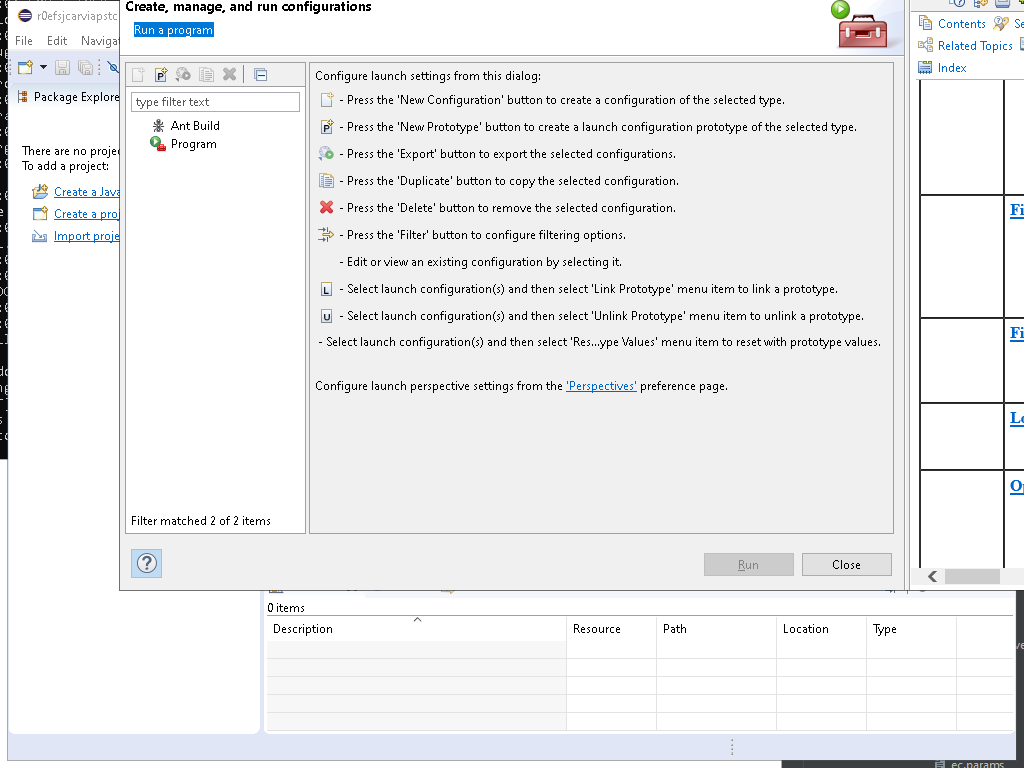 r0efsjcarviapstc
File Edit Naviga
Package Explore
There are no proje
To add a project:
Create a Java
Create a proj
Import proje
Create, manage, and run configurations
Run a program
type filter text
Ant Build
Program
Filter matched 2 of 2 items
Configure launch settings from this dialog:
- Press the 'New Configuration' button to create a configuration of the selected type.
P - Press the 'New Prototype' button to create a launch configuration prototype of the selected type.
- Press the 'Export' button to export the selected configurations.
- Press the 'Duplicate' button to copy the selected configuration.
- Press the 'Delete' button to remove the selected configuration.
- Press the 'Filter' button to configure filtering options.
- Edit or view an existing configuration by selecting it.
L - Select launch configuration(s) and then select 'Link Prototype' menu item to link a prototype.
U - Select launch configuration(s) and then select 'Unlink Prototype' menu item to unlink a prototype.
- Select launch configuration(s) and then select 'Res...ype Values' menu item to reset with prototype values.
Configure launch perspective settings from the 'Perspectives' preference page.
? Run Close
Contents Se
Related Topics
Index
Fi
Fi
Lo
Op
0 items
Description Resource Path Location Type
ec.params